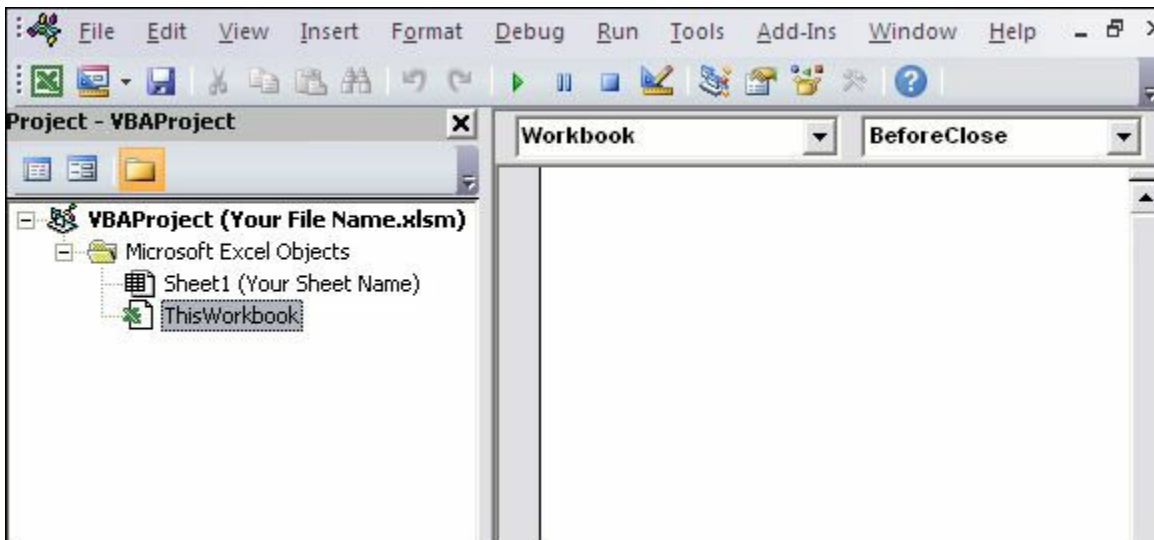 File Edit View Insert Format Debug Run Tools Add-Ins Window Help
Project - VBAProject
Workbook
BeforeClose
VBAProject (Your File Name.xlsm)
Microsoft Excel Objects
Sheet1 (Your Sheet Name)
ThisWorkbook